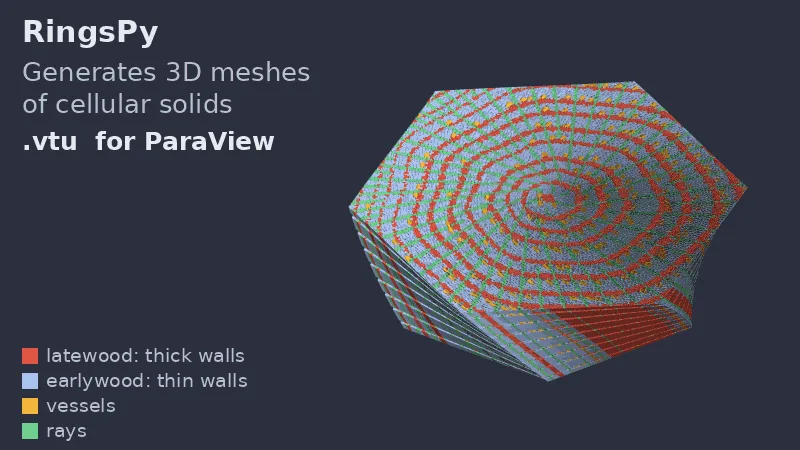 RingsPy
Generates 3D meshes
of cellular solids
.vtu for ParaView
latewood: thick walls
earlywood: thin walls
vessels
rays